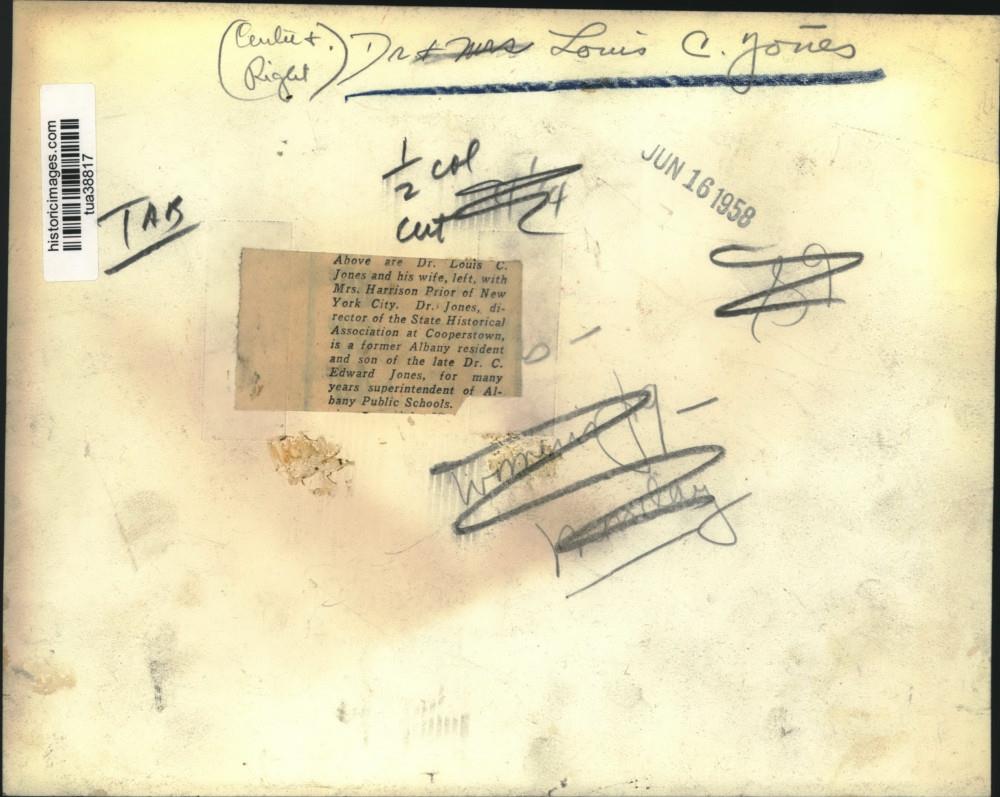 (Center + Right) Dr + Mrs Louis C. Jones
historicimages.com
tua38817
TAB
1/2 col
cut
1/4
JUN 16 1958
Above are Dr. Louis C.
Jones and his wife, left, with
Mrs. Harrison Prior of New
York City. Dr. Jones, di-
rector of the State Historical
Association at Cooperstown,
is a former Albany resident
and son of the late Dr. C.
Edward Jones, for many
years superintendent of Al-
bany Public Schools.